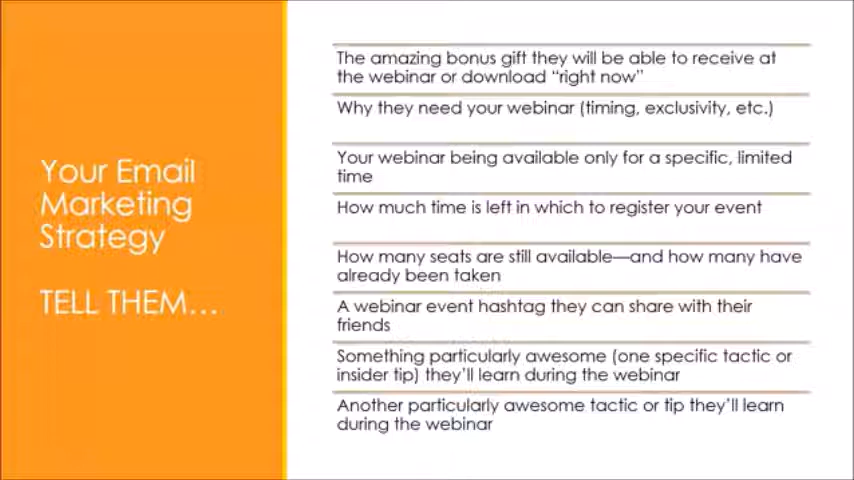 Your Email
Marketing
Strategy
TELL THEM...
The amazing bonus gift they will be able to receive at
the webinar or download “right now”
Why they need your webinar (timing, exclusivity, etc.)
Your webinar being available only for a specific, limited
time
How much time is left in which to register your event
How many seats are still available—and how many have
already been taken
A webinar event hashtag they can share with their
friends
Something particularly awesome (one specific tactic or
insider tip) they’ll learn during the webinar
Another particularly awesome tactic or tip they’ll learn
during the webinar